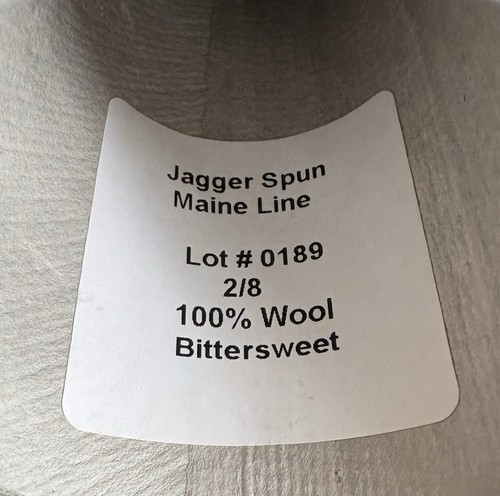 Jagger Spun
Maine Line
Lot # 0189
2/8
100% Wool
Bittersweet